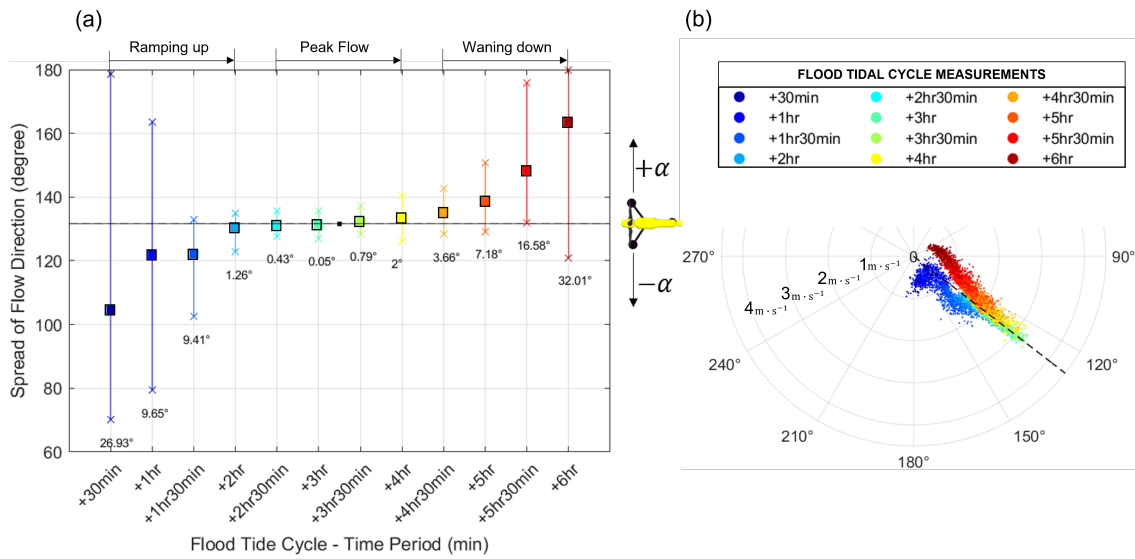 (a)
Ramping up
Peak Flow
Waning down
180
160
140
120
100
80
60
Spread of Flow Direction (degree)
26.93°
9.65°
9.41°
1.26°
0.43°
0.05°
0.79°
2°
3.66°
7.18°
16.58°
32.01°
+30min
+1hr
+1hr30min
+2hr
+2hr30min
+3hr
+3hr30min
+4hr
+4hr30min
+5hr
+5hr30min
+6hr
Flood Tide Cycle - Time Period (min)
+α
−α
(b)
FLOOD TIDAL CYCLE MEASUREMENTS
+30min +2hr30min +4hr30min
+1hr +3hr +5hr
+1hr30min +3hr30min +5hr30min
+2hr +4hr +6hr
270°
0
90°
1 m · s⁻¹
2 m · s⁻¹
3 m · s⁻¹
4 m · s⁻¹
240°
120°
210°
150°
180°